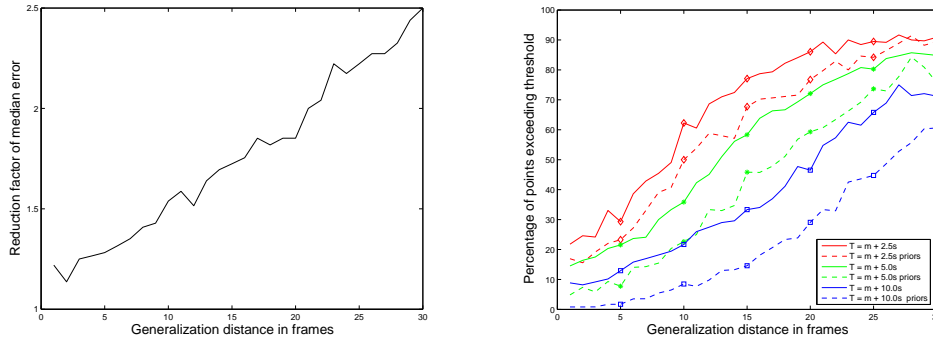 Reduction factor of median error
2.5
2
1.5
1
0 5 10 15 20 25 30
Generalization distance in frames
Percentage of points exceeding threshold
100
90
80
70
60
50
40
30
20
10
0
0 5 10 15 20 25 30
Generalization distance in frames
T = m + 2.5s
T = m + 2.5s priors
T = m + 5.0s
T = m + 5.0s priors
T = m + 10.0s
T = m + 10.0s priors